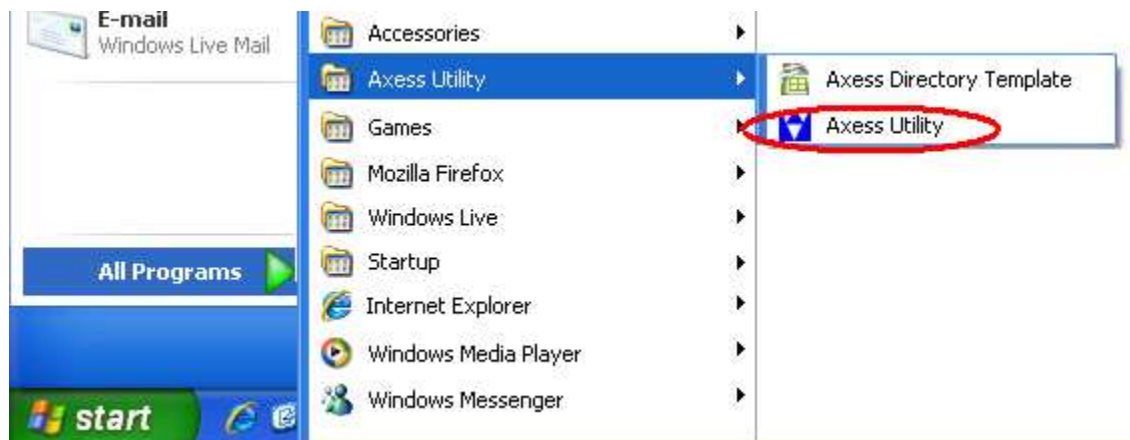 E-mail
Windows Live Mail
All Programs
start
Accessories
Axess Utility
Games
Mozilla Firefox
Windows Live
Startup
Internet Explorer
Windows Media Player
Windows Messenger
Axess Directory Template
Axess Utility